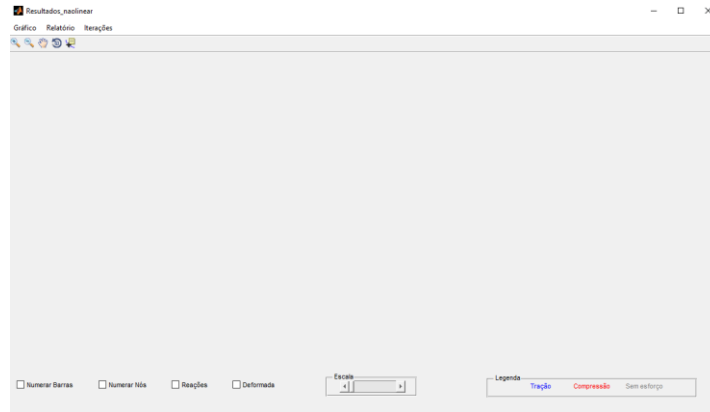 Resultados_naolinear
Gráfico Relatório Iterações
Escala
Legenda
Numerar Barras Numerar Nós Reações Deformada
Tração Compressão Sem esforço